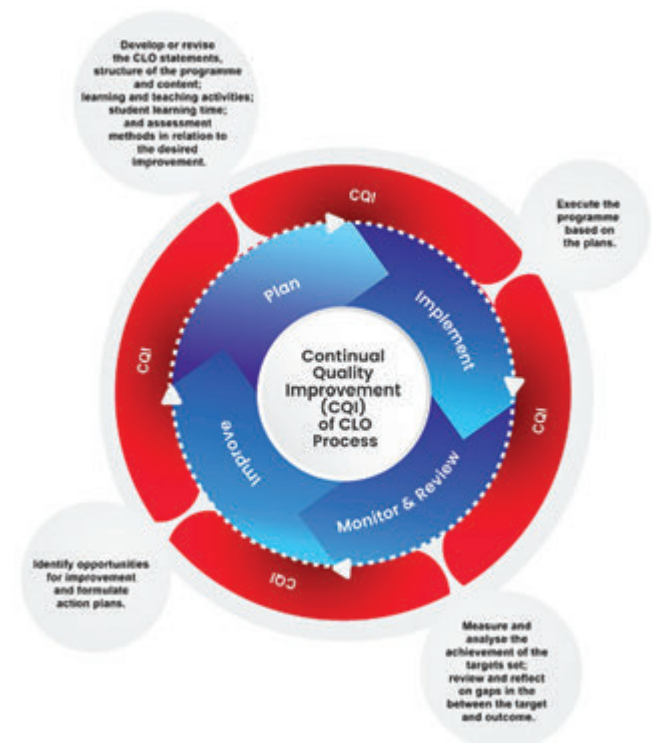 Develop or revise
the CLO statements,
structure of the programme
and content;
learning and teaching activities;
student learning time;
and assessment
methods in relation to
the desired
improvement.
CQI
Execute the
programme
based on
the plans.
Plan
Implement
CQI
Continual
Quality
Improvement
(CQI)
of CLO
Process
CQI
Improve
Monitor & Review
CQI
Identify opportunities
for improvement
and formulate
action plans.
Measure and
analyse the
achievement of the
targets set;
review and reflect
on gaps in the
between the target
and outcome.